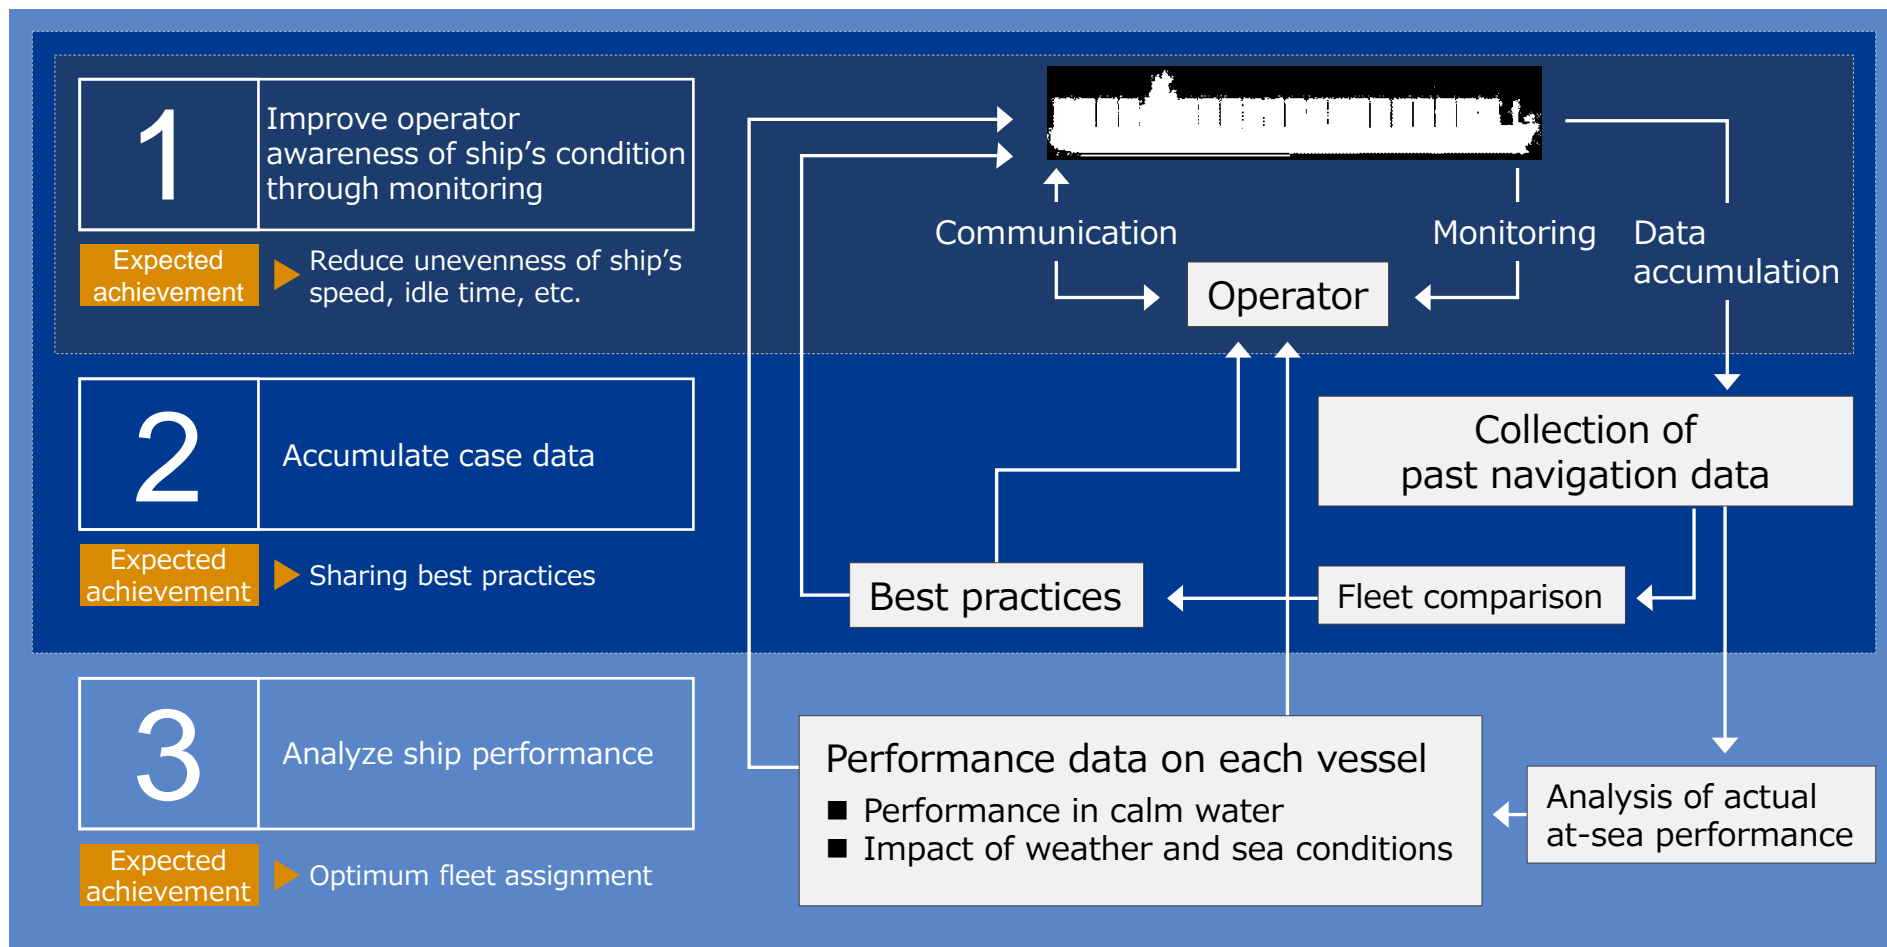 1
Improve operator
awareness of ship’s condition
through monitoring
Expected
achievement
Reduce unevenness of ship’s
speed, idle time, etc.
Communication
Monitoring
Data
accumulation
Operator
2
Accumulate case data
Expected
achievement
Sharing best practices
Collection of
past navigation data
Best practices
Fleet comparison
3
Analyze ship performance
Expected
achievement
Optimum fleet assignment
Performance data on each vessel
■ Performance in calm water
■ Impact of weather and sea conditions
Analysis of actual
at-sea performance